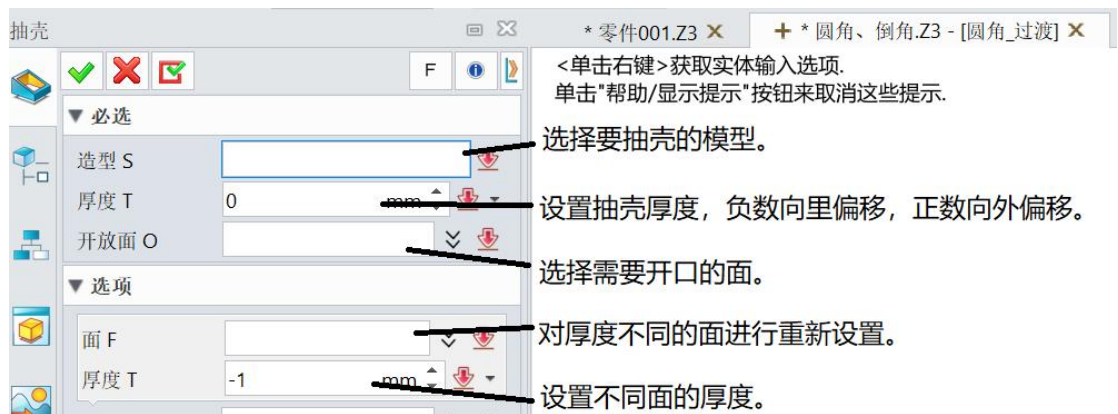 抽壳
* 零件001.Z3
* 圆角、倒角.Z3 - [圆角_过渡]
F
<单击右键>获取实体输入选项.
单击"帮助/显示提示"按钮来取消这些提示.
▼ 必选
选择要抽壳的模型。
造型 S
厚度 T 0 mm
设置抽壳厚度，负数向里偏移，正数向外偏移。
开放面 O
选择需要开口的面。
▼ 选项
面 F
对厚度不同的面进行重新设置。
厚度 T -1 mm
设置不同面的厚度。